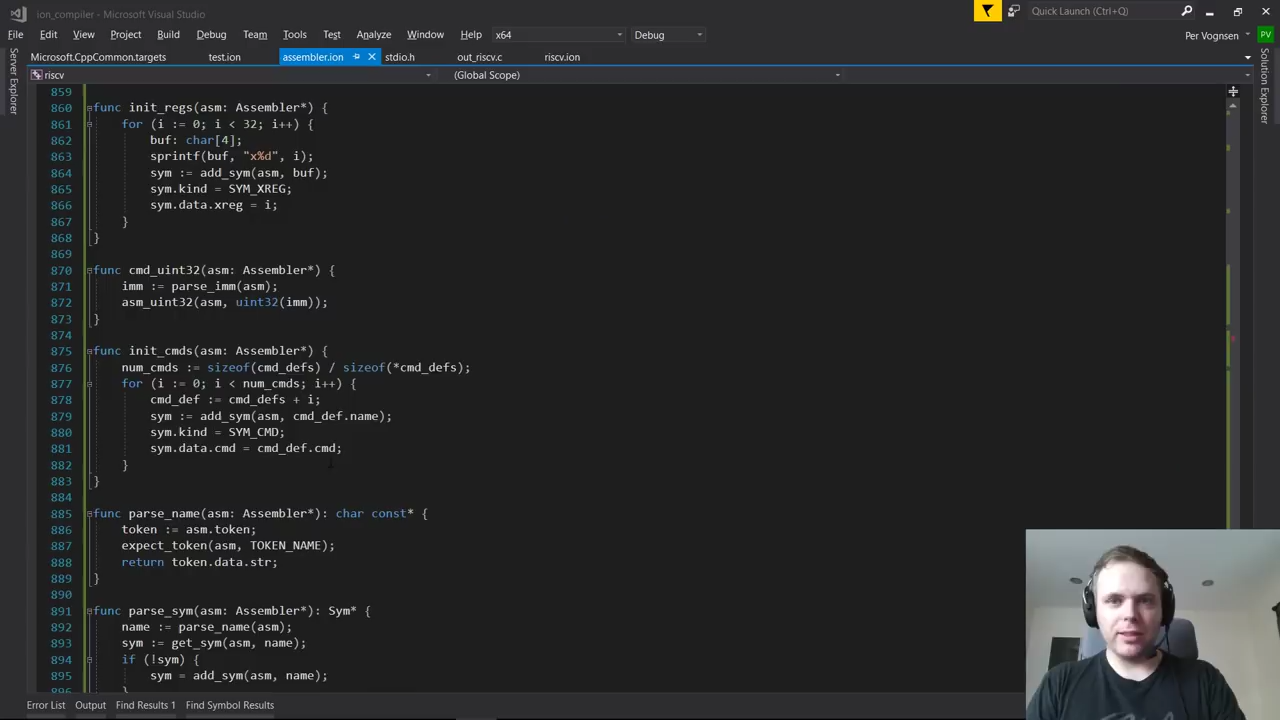 ion_compiler - Microsoft Visual Studio
Quick Launch (Ctrl+Q)
File Edit View Project Build Debug Team Tools Test Analyze Window Help x64 Debug
Per Vognsen PV
Microsoft.CppCommon.targets test.ion assembler.ion stdio.h out_riscv.c riscv.ion
riscv (Global Scope)
Server Explorer
Solution Explorer
859
860 func init_regs(asm: Assembler*) {
861 for (i := 0; i < 32; i++) {
862 buf: char[4];
863 sprintf(buf, "x%d", i);
864 sym := add_sym(asm, buf);
865 sym.kind = SYM_XREG;
866 sym.data.xreg = i;
867 }
868 }
869
870 func cmd_uint32(asm: Assembler*) {
871 imm := parse_imm(asm);
872 asm_uint32(asm, uint32(imm));
873 }
874
875 func init_cmds(asm: Assembler*) {
876 num_cmds := sizeof(cmd_defs) / sizeof(*cmd_defs);
877 for (i := 0; i < num_cmds; i++) {
878 cmd_def := cmd_defs + i;
879 sym := add_sym(asm, cmd_def.name);
880 sym.kind = SYM_CMD;
881 sym.data.cmd = cmd_def.cmd;
882 }
883 }
884
885 func parse_name(asm: Assembler*): char const* {
886 token := asm.token;
887 expect_token(asm, TOKEN_NAME);
888 return token.data.str;
889 }
890
891 func parse_sym(asm: Assembler*): Sym* {
892 name := parse_name(asm);
893 sym := get_sym(asm, name);
894 if (!sym) {
895 sym = add_sym(asm, name);
896 }
Error List Output Find Results 1 Find Symbol Results